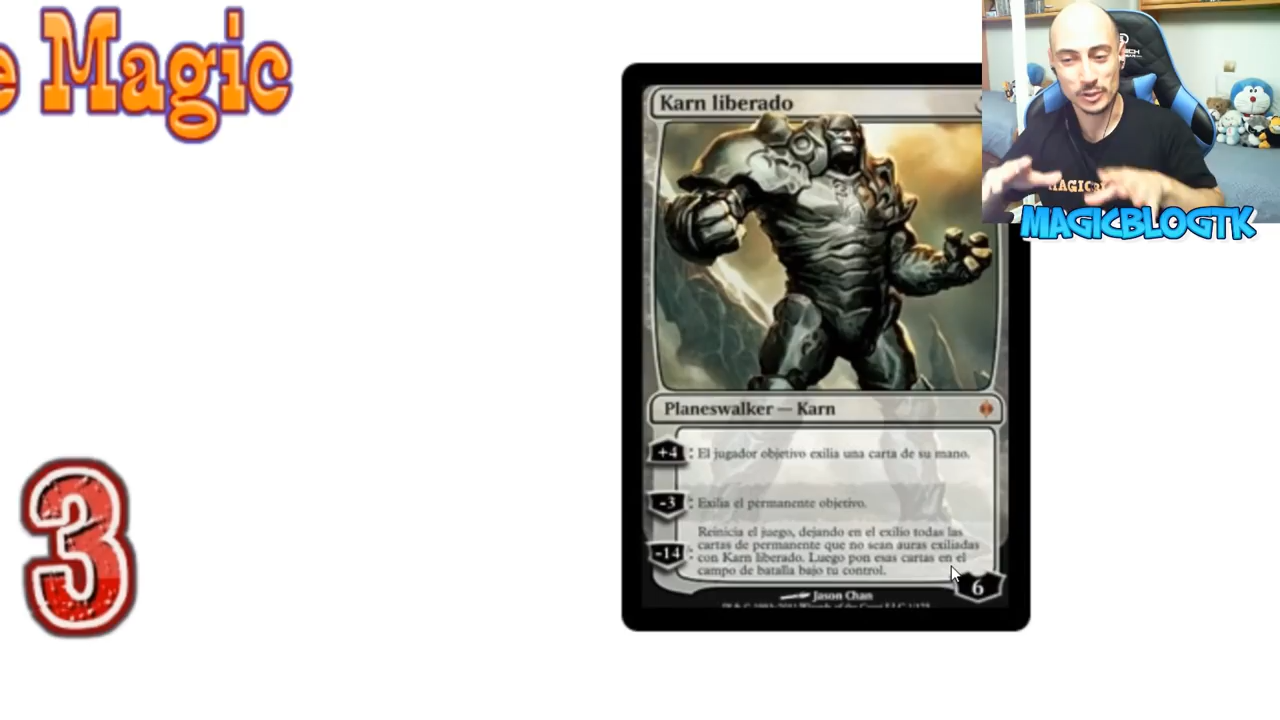 e Magic
Karn liberado
MAGICBLOGTK
Planeswalker — Karn
+4: El jugador objetivo exilia una carta de su mano.
-3: Exilia el permanente objetivo.
Reinicia el juego, dejando en el exilio todas las
cartas de permanente que no sean auras exiliadas
-14: con Karn liberado. Luego pon esas cartas en el
campo de batalla bajo tu control.
6
Jason Chan
3